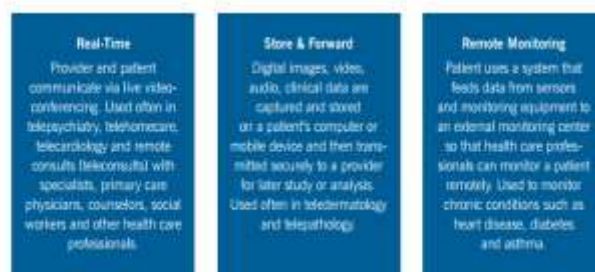 Real-Time
Provider and patient
communicate via live video-
conferencing. Used often in
telepsychiatry, telehomecare,
telecardiology and remote
consults (teleconsults) with
specialists, primary care
physicians, counselors, social
workers and other health care
professionals.
Store & Forward
Digital images, video,
audio, clinical data are
captured and stored
on a patient's computer or
mobile device and then trans-
mitted securely to a provider
for later study or analysis.
Used often in teledermatology
and telepathology.
Remote Monitoring
Patient uses a system that
feeds data from sensors
and monitoring equipment to
an external monitoring center
so that health care profes-
sionals can monitor a patient
remotely. Used to monitor
chronic conditions such as
heart disease, diabetes
and asthma.